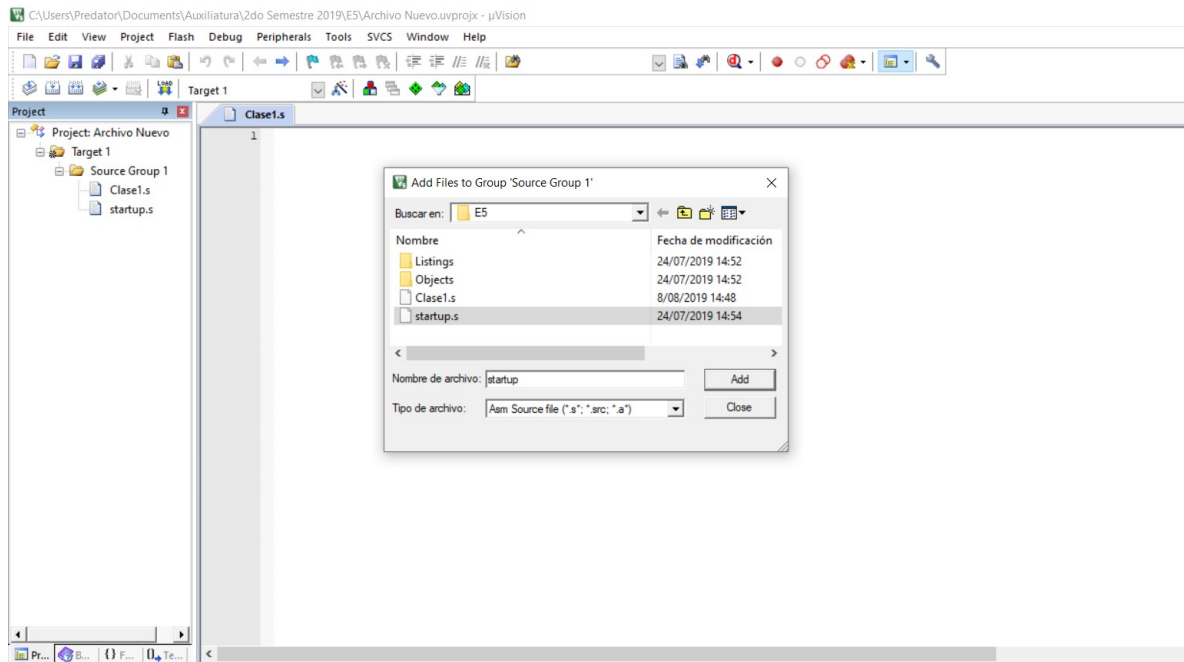 C:\Users\Predator\Documents\Auxiliatura\2do Semestre 2019\E5\Archivo Nuevo.uvprojx - µVision
File Edit View Project Flash Debug Peripherals Tools SVCS Window Help
LOAD Target 1
Project
Clase1.s
Project: Archivo Nuevo
1
Target 1
Source Group 1
Clase1.s
startup.s
Add Files to Group 'Source Group 1'
Buscar en: E5
Nombre Fecha de modificación
Listings 24/07/2019 14:52
Objects 24/07/2019 14:52
Clase1.s 8/08/2019 14:48
startup.s 24/07/2019 14:54
Nombre de archivo: startup Add
Tipo de archivo: Asm Source file (*.s*; *.src; *.a*) Close
Pr... B... {} F... 0 Te...